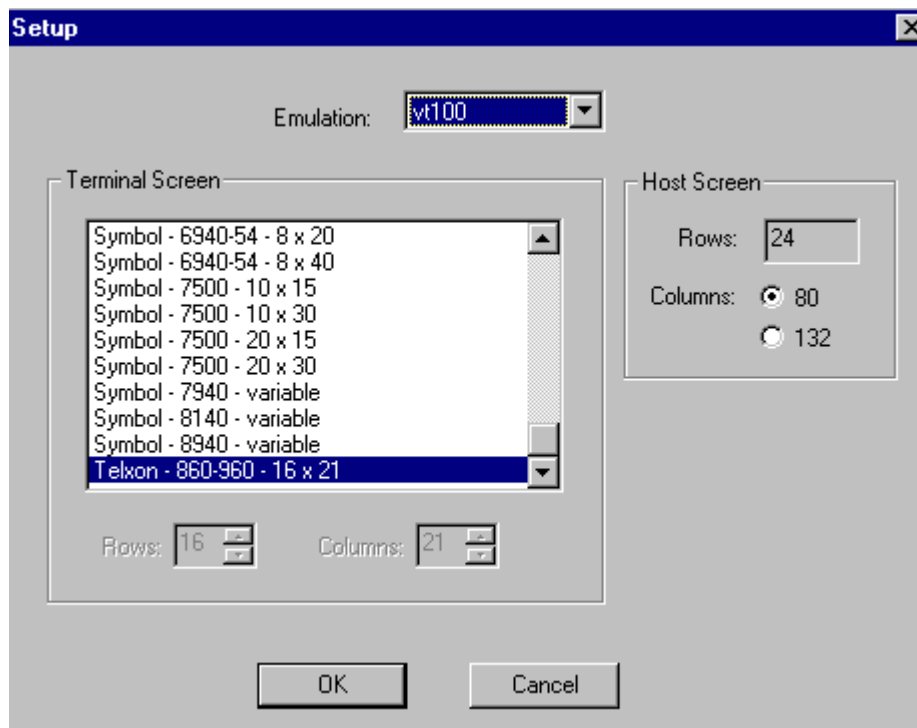 Setup
Emulation: vt100
Terminal Screen
Symbol - 6940-54 - 8 x 20
Symbol - 6940-54 - 8 x 40
Symbol - 7500 - 10 x 15
Symbol - 7500 - 10 x 30
Symbol - 7500 - 20 x 15
Symbol - 7500 - 20 x 30
Symbol - 7940 - variable
Symbol - 8140 - variable
Symbol - 8940 - variable
Telxon - 860-960 - 16 x 21
Rows: 16 Columns: 21
Host Screen
Rows: 24
Columns: 80
132
OK Cancel